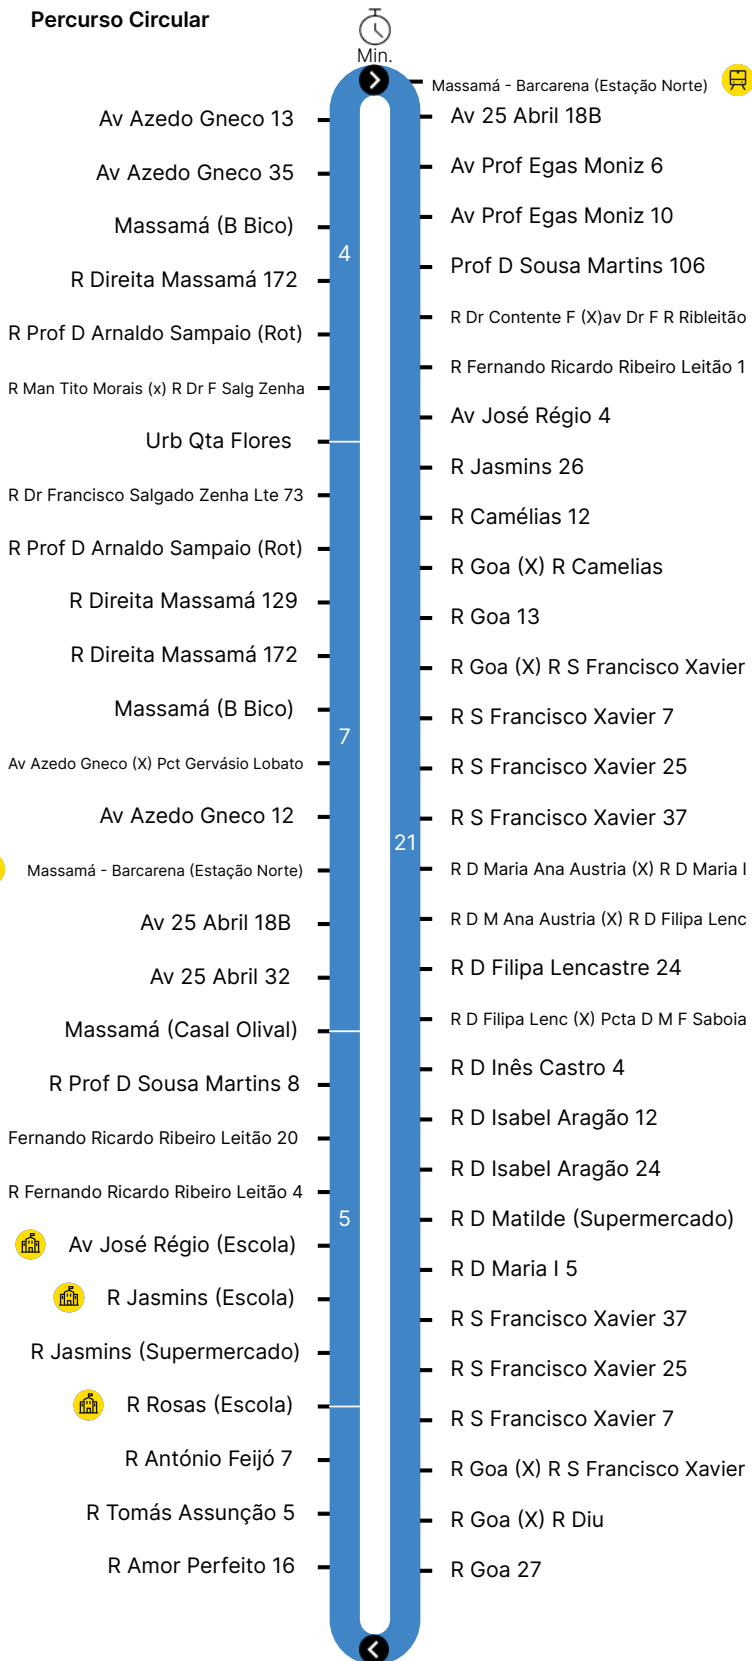 Percurso Circular
Min.
Massamá - Barcarena (Estação Norte)
Av 25 Abril 18B
Av Prof Egas Moniz 6
Av Prof Egas Moniz 10
Prof D Sousa Martins 106
R Dr Contente F (X)av Dr F R Ribleitão
R Fernando Ricardo Ribeiro Leitão 1
Av José Régio 4
R Jasmins 26
R Camélias 12
R Goa (X) R Camelias
R Goa 13
R Goa (X) R S Francisco Xavier
R S Francisco Xavier 7
R S Francisco Xavier 25
R S Francisco Xavier 37
21
R D Maria Ana Austria (X) R D Maria I
R D M Ana Austria (X) R D Filipa Lenc
R D Filipa Lencastre 24
R D Filipa Lenc (X) Pcta D M F Saboia
R D Inês Castro 4
R D Isabel Aragão 12
R D Isabel Aragão 24
R D Matilde (Supermercado)
R D Maria I 5
R S Francisco Xavier 37
R S Francisco Xavier 25
R S Francisco Xavier 7
R Goa (X) R S Francisco Xavier
R Goa (X) R Diu
R Goa 27
Av Azedo Gneco 13
Av Azedo Gneco 35
Massamá (B Bico)
4
R Direita Massamá 172
R Prof D Arnaldo Sampaio (Rot)
R Man Tito Morais (x) R Dr F Salg Zenha
Urb Qta Flores
R Dr Francisco Salgado Zenha Lte 73
R Prof D Arnaldo Sampaio (Rot)
R Direita Massamá 129
R Direita Massamá 172
Massamá (B Bico)
7
Av Azedo Gneco (X) Pct Gervásio Lobato
Av Azedo Gneco 12
Massamá - Barcarena (Estação Norte)
Av 25 Abril 18B
Av 25 Abril 32
Massamá (Casal Olival)
R Prof D Sousa Martins 8
Fernando Ricardo Ribeiro Leitão 20
R Fernando Ricardo Ribeiro Leitão 4
5
Av José Régio (Escola)
R Jasmins (Escola)
R Jasmins (Supermercado)
R Rosas (Escola)
R António Feijó 7
R Tomás Assunção 5
R Amor Perfeito 16